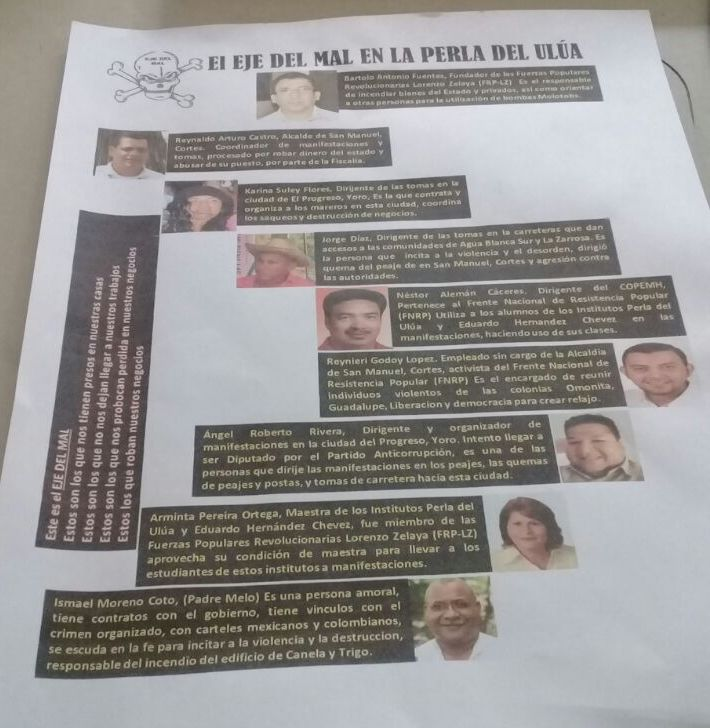 El EJE DEL MAL EN LA PERLA DEL ULÚA
Bartolo Antonio Fuentes, Fundador de las Fuerzas Populares
Revolucionarias Lorenzo Zelaya (FRP-LZ) Es el responsable
de incendiar bienes del Estado y privados, así como orientar
a otras personas para la utilización de bombas Molotobs.
Reynaldo Arturo Castro, Alcalde de San Manuel,
Cortez. Coordinador de manifestaciones y
tomas, procesado por robar dinero del estado y
abusar de su puesto, por parte de la Fiscalia.
Karina Suley Flores, Dirijente de las tomas en la
ciudad de El Progreso, Yoro, Es la que contrata y
organiza a los mareros en esta ciudad, coordina
los saqueos y destrucción de negocios.
Jorge Díaz, Dirigente de las tomas en la carreteras que dan
accesos a las comunidades de Agua Blanca Sur y La Zarrosa. Es
la persona que incita a la violencia y el desorden, dirigió
quema del peaje de en San Manuel, Cortes y agresión contra
las autoridades.
Néstor Alemán Cáceres. Dirigente del COPEMH,
Pertenece al Frente Nacional de Resistencia Popular
(FNRP) Utiliza a los alumnos de los Institutos Perla del
Ulúa y Eduardo Hernandez Chevez en las
manifestaciones, haciendo uso de sus clases.
Reynieri Godoy Lopez. Empleado sin cargo de la Alcaldia
de San Manuel, Cortes, activista del Frente Nacional de
Resistencia Popular (FNRP) Es el encargado de reunir
individuos violentos de las colonias Omonita,
Guadalupe, Liberacion y democracia para crear relajo.
Ángel Roberto Rivera, Dirigente y organizador de
manifestaciones en la ciudad del Progreso, Yoro. Intento llegar a
ser Diputado por el Partido Anticorrupción, es una de las
personas que dirije las manifestaciones en los peajes, las quemas
de peajes y postas, y tomas de carretera hacia esta ciudad.
Arminta Pereira Ortega, Maestra de los Institutos Perla del
Ulúa y Eduardo Hernández Chevez, fue miembro de las
Fuerzas Populares Revolucionarias Lorenzo Zelaya (FRP-LZ)
aprovecha su condición de maestra para llevar a los
estudiantes de estos institutos a manifestaciones.
Ismael Moreno Coto, (Padre Melo) Es una persona amoral,
tiene contratos con el gobierno, tiene vinculos con el
crimen organizado, con carteles mexicanos y colombianos,
se escuda en la fe para incitar a la violencia y la destruccion,
responsable del incendio del edificio de Canela y Trigo.
Este es el EJE DEL MAL
Estos son los que nos tienen presos en nuestras casas
Estos son los que no nos dejan llegar a nuestros trabajos
Estos son los que nos probocan perdida en nuestros negocios
Estos los que roban nuestros negocios